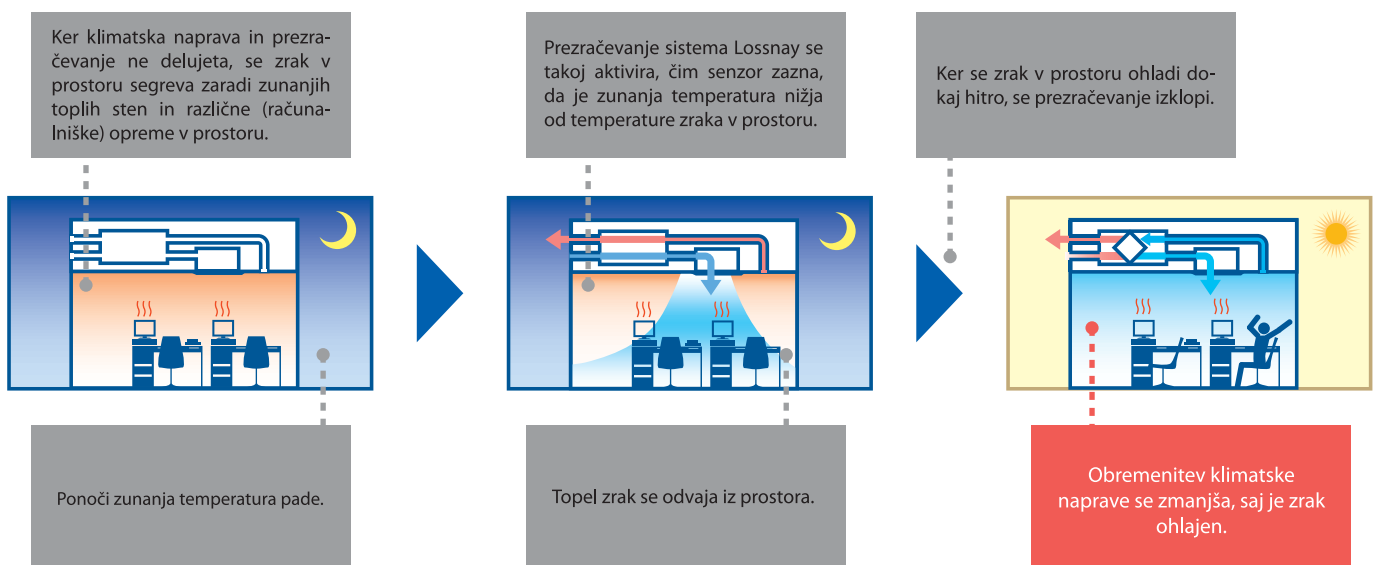 Ker klimatska naprava in prezra-
čevanje ne delujeta, se zrak v
prostoru segreva zaradi zunanjih
toplih sten in različne (računa-
lniške) opreme v prostoru.
Prezračevanje sistema Lossnay se
takoj aktivira, čim senzor zazna,
da je zunanja temperatura nižja
od temperature zraka v prostoru.
Ker se zrak v prostoru ohladi do-
kaj hitro, se prezračevanje izklopi.
Ponoči zunanja temperatura pade.
Topel zrak se odvaja iz prostora.
Obremenitev klimatske
naprave se zmanjša, saj je zrak
ohlajen.